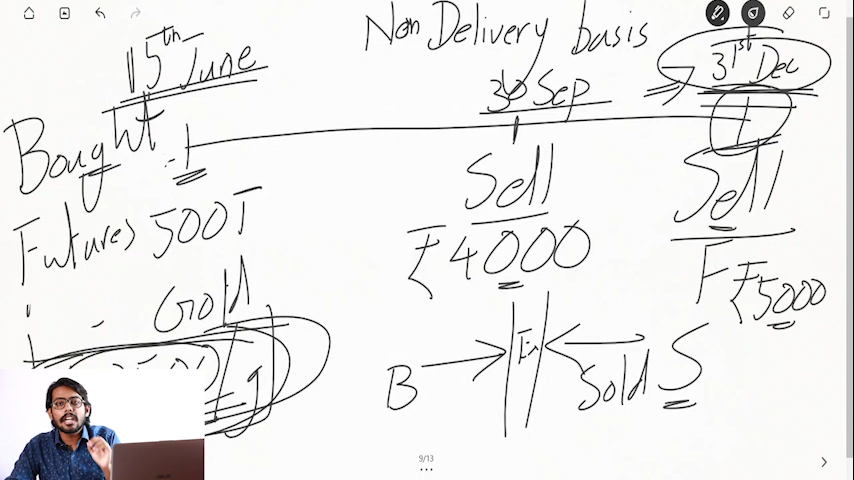 Non Delivery basis
15th June
30 Sep
31st Dec
Bought
Futures 500T
Gold
Sell
₹4000
Sell
F ₹5000
B
Ex
Sold S
9/13